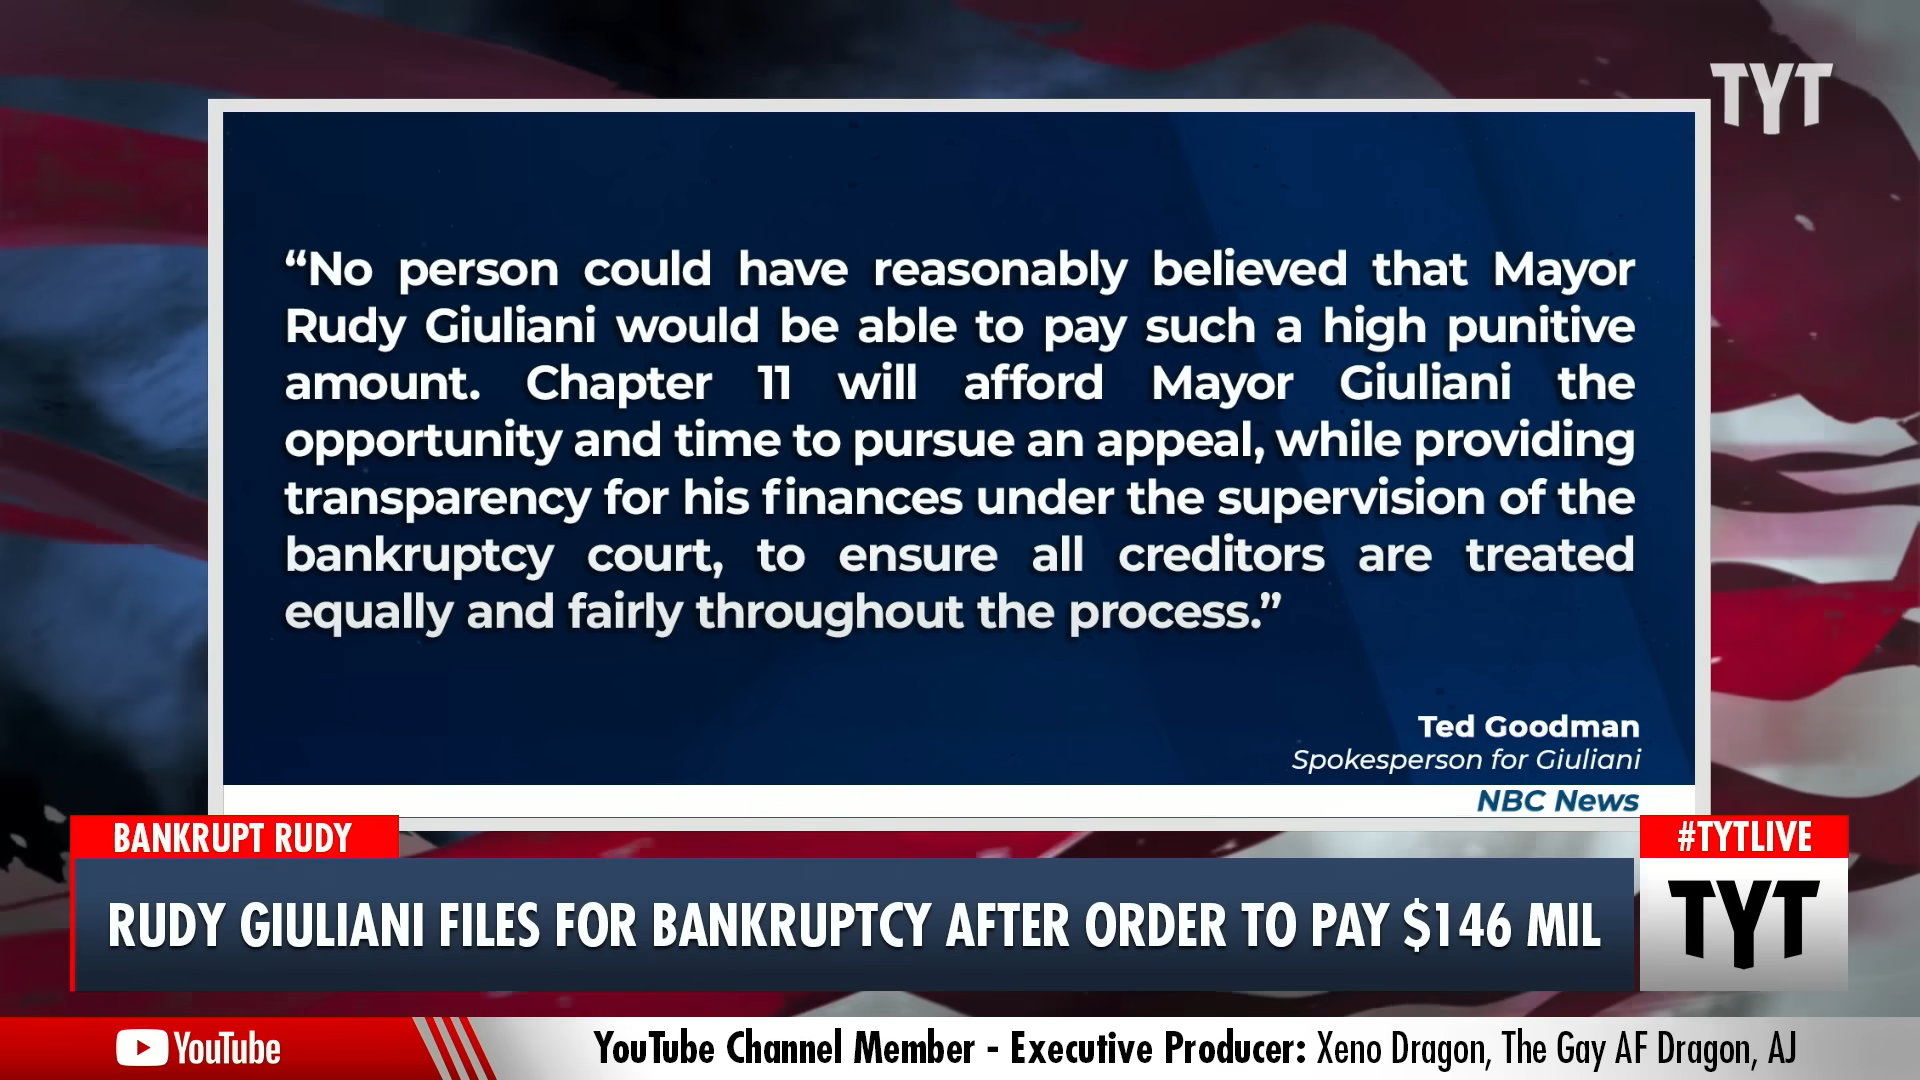 TYT
“No person could have reasonably believed that Mayor
Rudy Giuliani would be able to pay such a high punitive
amount. Chapter 11 will afford Mayor Giuliani the
opportunity and time to pursue an appeal, while providing
transparency for his finances under the supervision of the
bankruptcy court, to ensure all creditors are treated
equally and fairly throughout the process.”
Ted Goodman
Spokesperson for Giuliani
NBC News
BANKRUPT RUDY
#TYTLIVE
RUDY GIULIANI FILES FOR BANKRUPTCY AFTER ORDER TO PAY $146 MIL
TYT
YouTube
YouTube Channel Member - Executive Producer: Xeno Dragon, The Gay AF Dragon, AJ